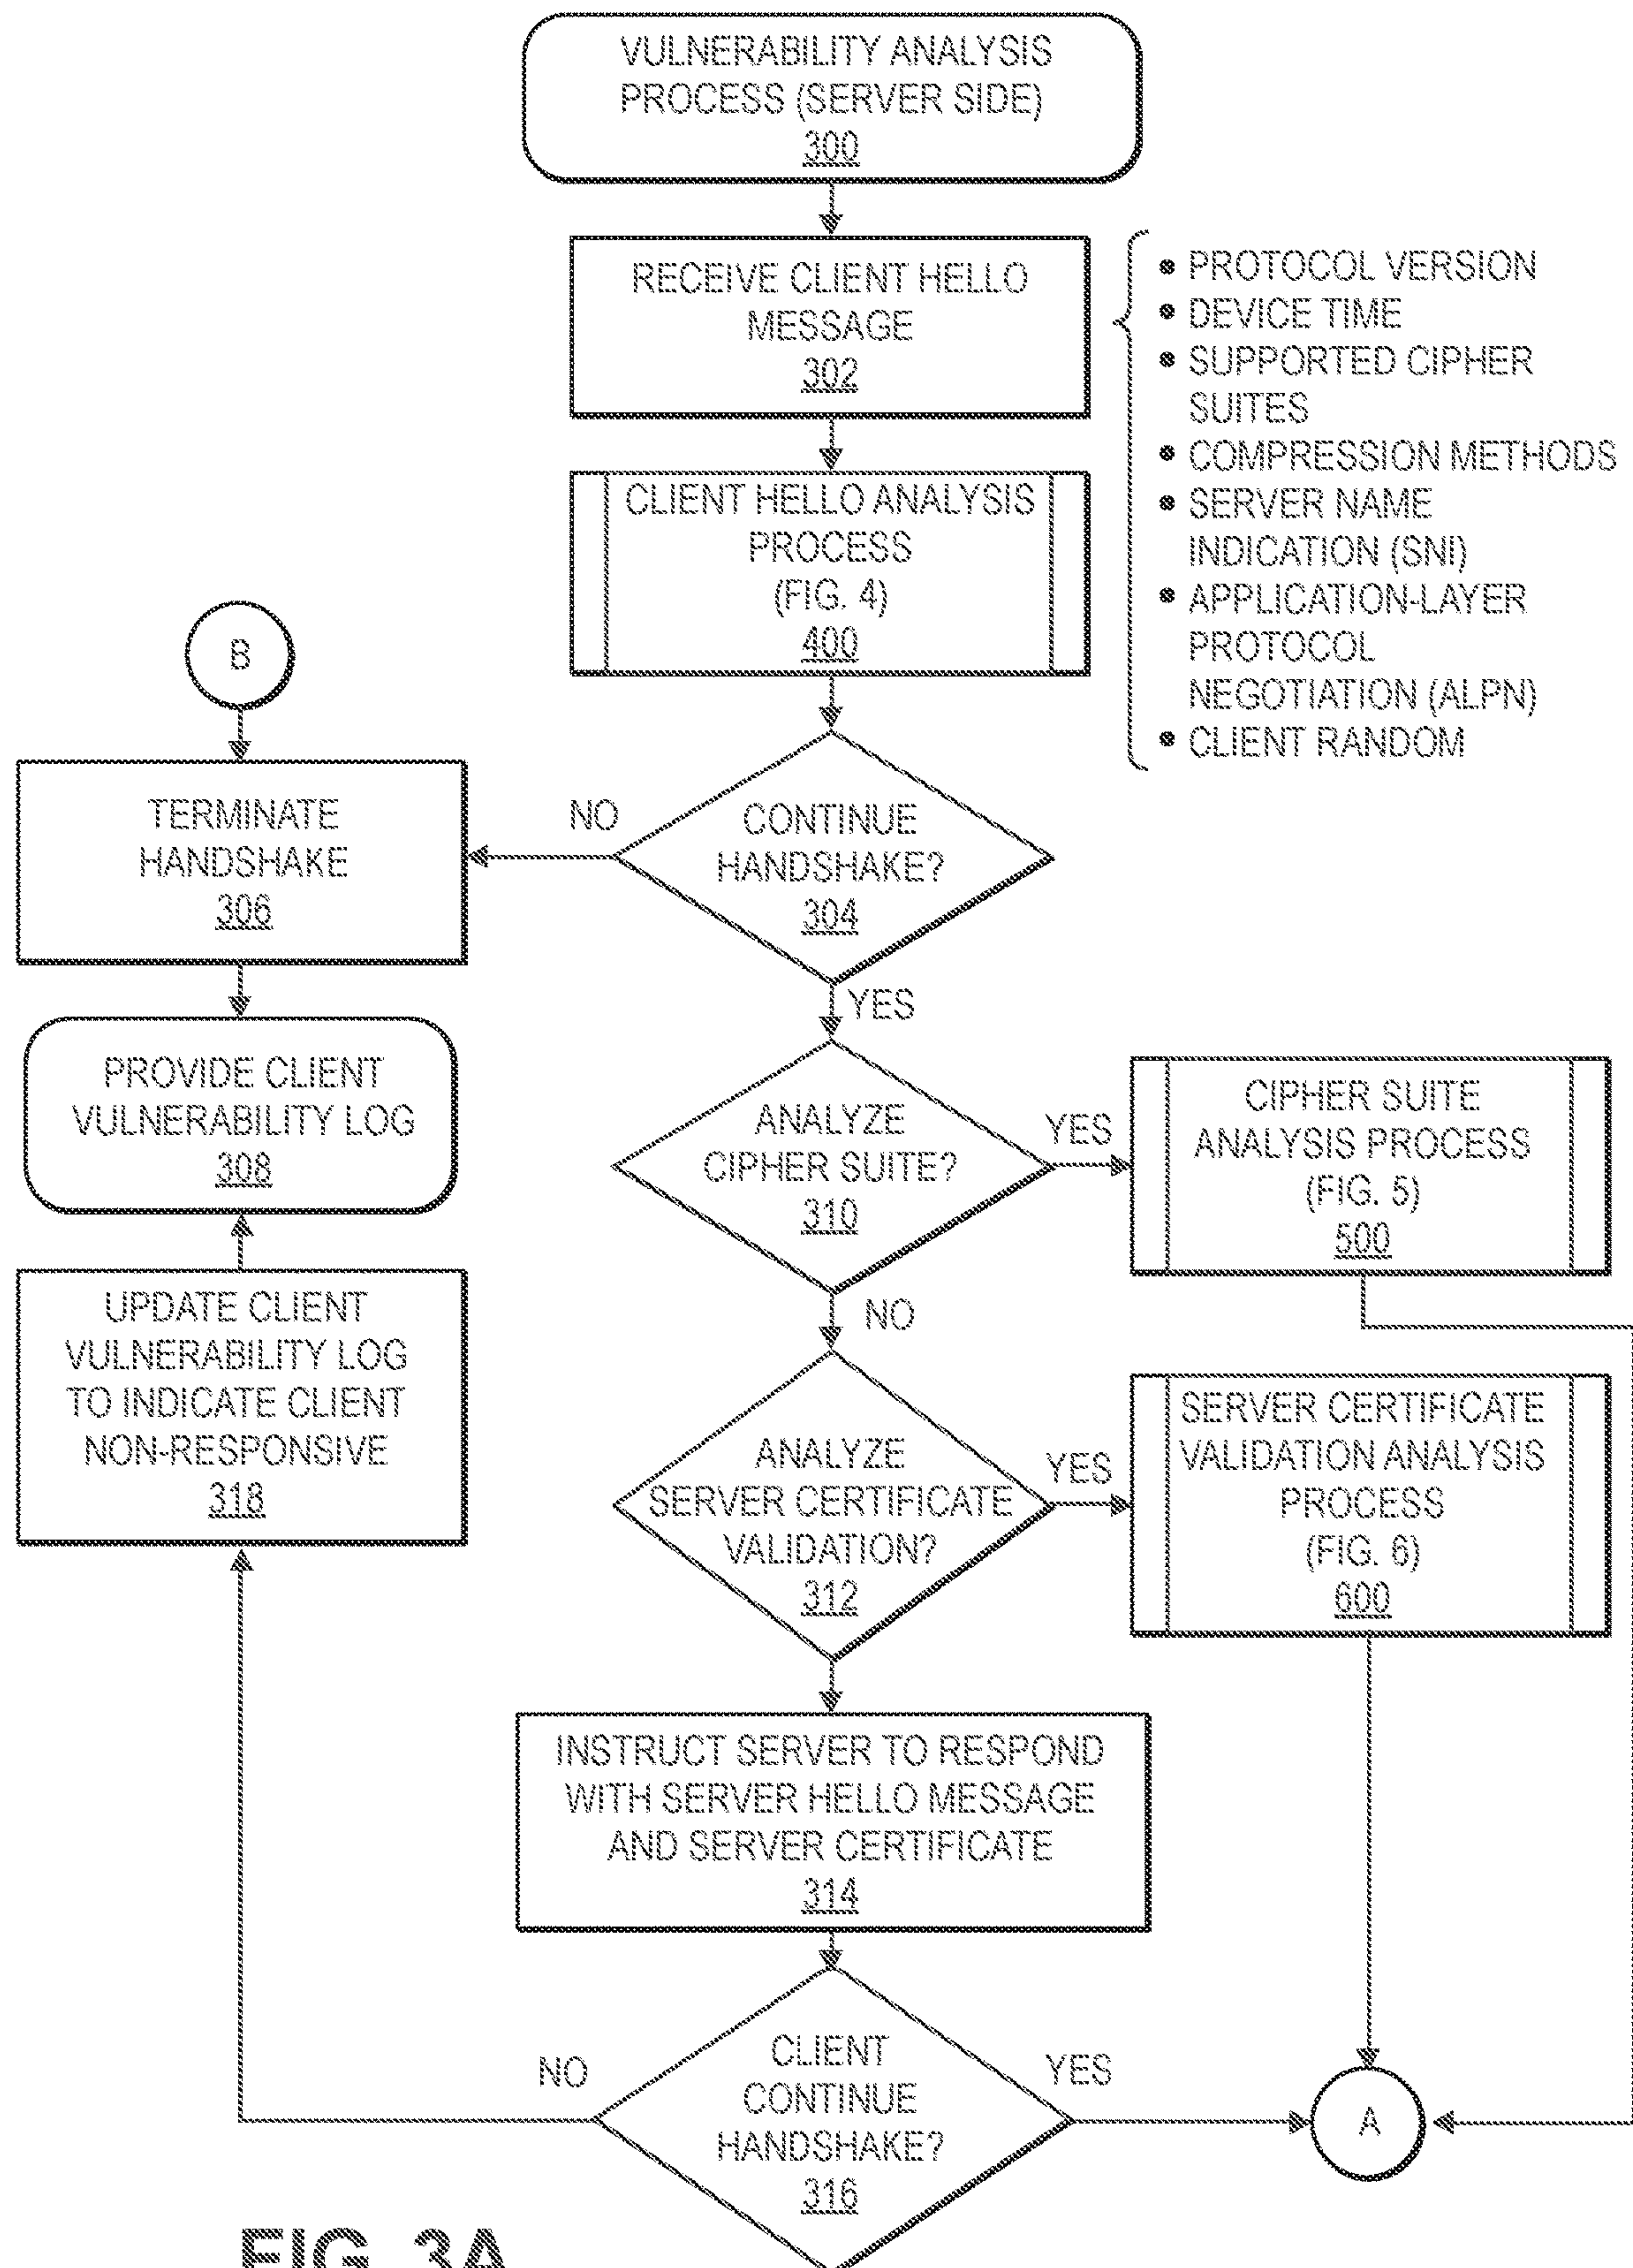 VULNERABILITY ANALYSIS
PROCESS (SERVER SIDE)
300
RECEIVE CLIENT HELLO
MESSAGE
302
• PROTOCOL VERSION
• DEVICE TIME
• SUPPORTED CIPHER
SUITES
• COMPRESSION METHODS
• SERVER NAME
INDICATION (SNI)
• APPLICATION-LAYER
PROTOCOL
NEGOTIATION (ALPN)
• CLIENT RANDOM
CLIENT HELLO ANALYSIS
PROCESS
(FIG. 4)
400
B
TERMINATE
HANDSHAKE
306
NO
CONTINUE
HANDSHAKE?
304
YES
PROVIDE CLIENT
VULNERABILITY LOG
308
ANALYZE
CIPHER SUITE?
310
YES
CIPHER SUITE
ANALYSIS PROCESS
(FIG. 5)
500
NO
UPDATE CLIENT
VULNERABILITY LOG
TO INDICATE CLIENT
NON-RESPONSIVE
318
ANALYZE
SERVER CERTIFICATE
VALIDATION?
312
YES
SERVER CERTIFICATE
VALIDATION ANALYSIS
PROCESS
(FIG. 6)
600
INSTRUCT SERVER TO RESPOND
WITH SERVER HELLO MESSAGE
AND SERVER CERTIFICATE
314
NO
CLIENT
CONTINUE
HANDSHAKE?
316
YES
A
FIG. 3A